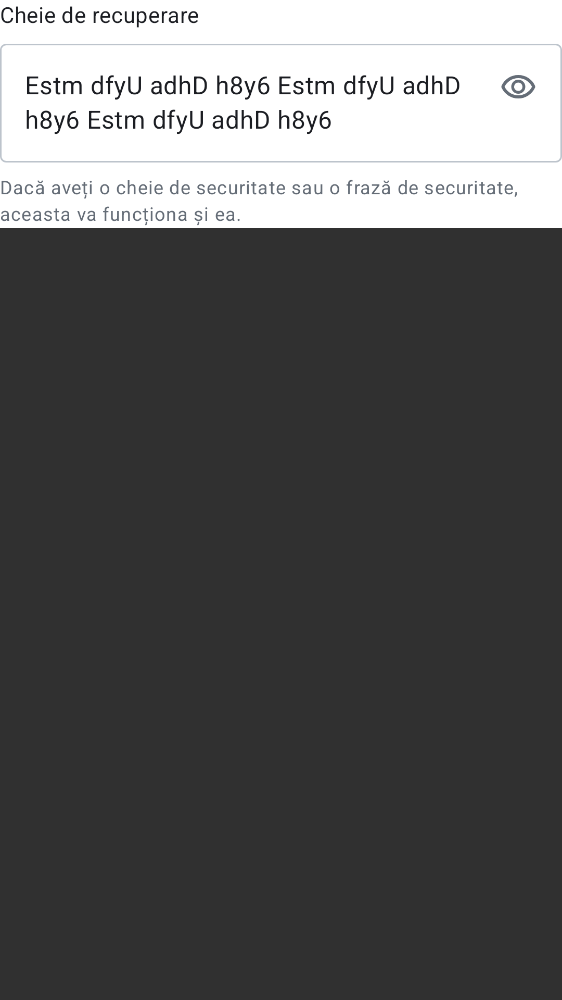 Cheie de recuperare
Estm dfyU adhD h8y6 Estm dfyU adhD
h8y6 Estm dfyU adhD h8y6
Dacă aveți o cheie de securitate sau o frază de securitate,
aceasta va funcționa și ea.